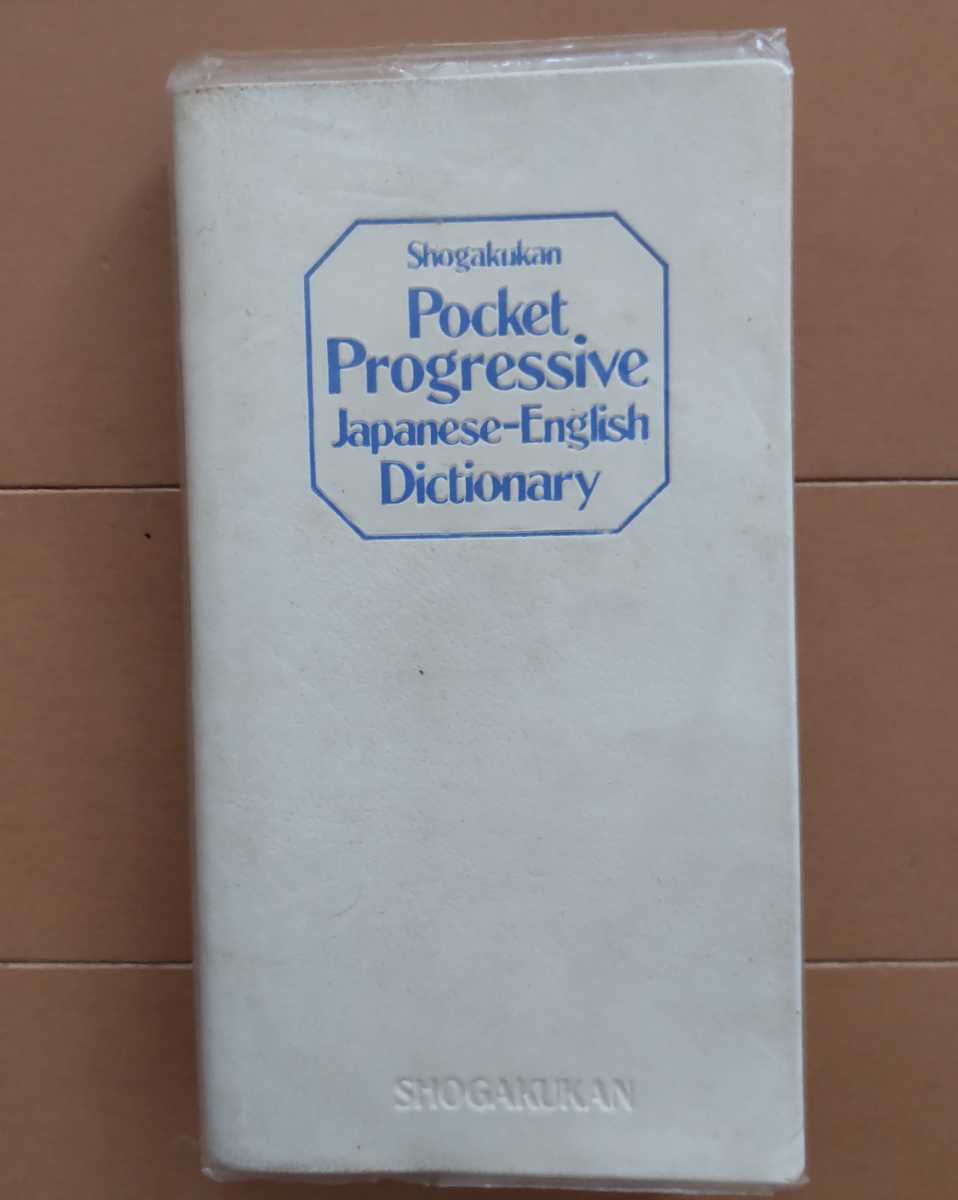 Shogakukan
Pocket
Progressive
Japanese-English
Dictionary
SHOGAKUKAN